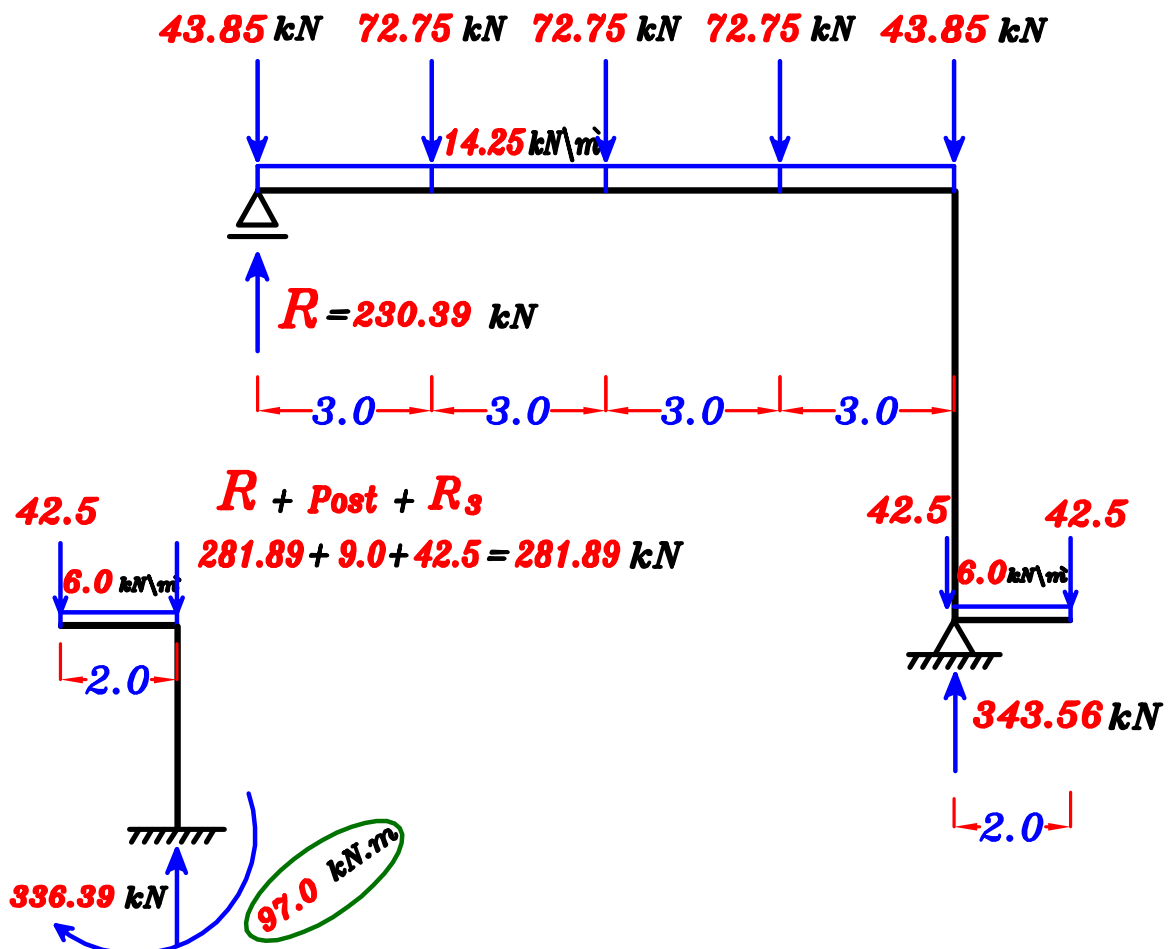 43.85 kN 72.75 kN 72.75 kN 72.75 kN 43.85 kN
14.25 kN\m`
R = 230.39 kN
3.0 3.0 3.0 3.0
R + Post + R3
281.89 + 9.0 + 42.5 = 281.89 kN
42.5
6.0 kN\m`
2.0
336.39 kN
97.0 kN.m
42.5 42.5
6.0 kN\m`
343.56 kN
2.0